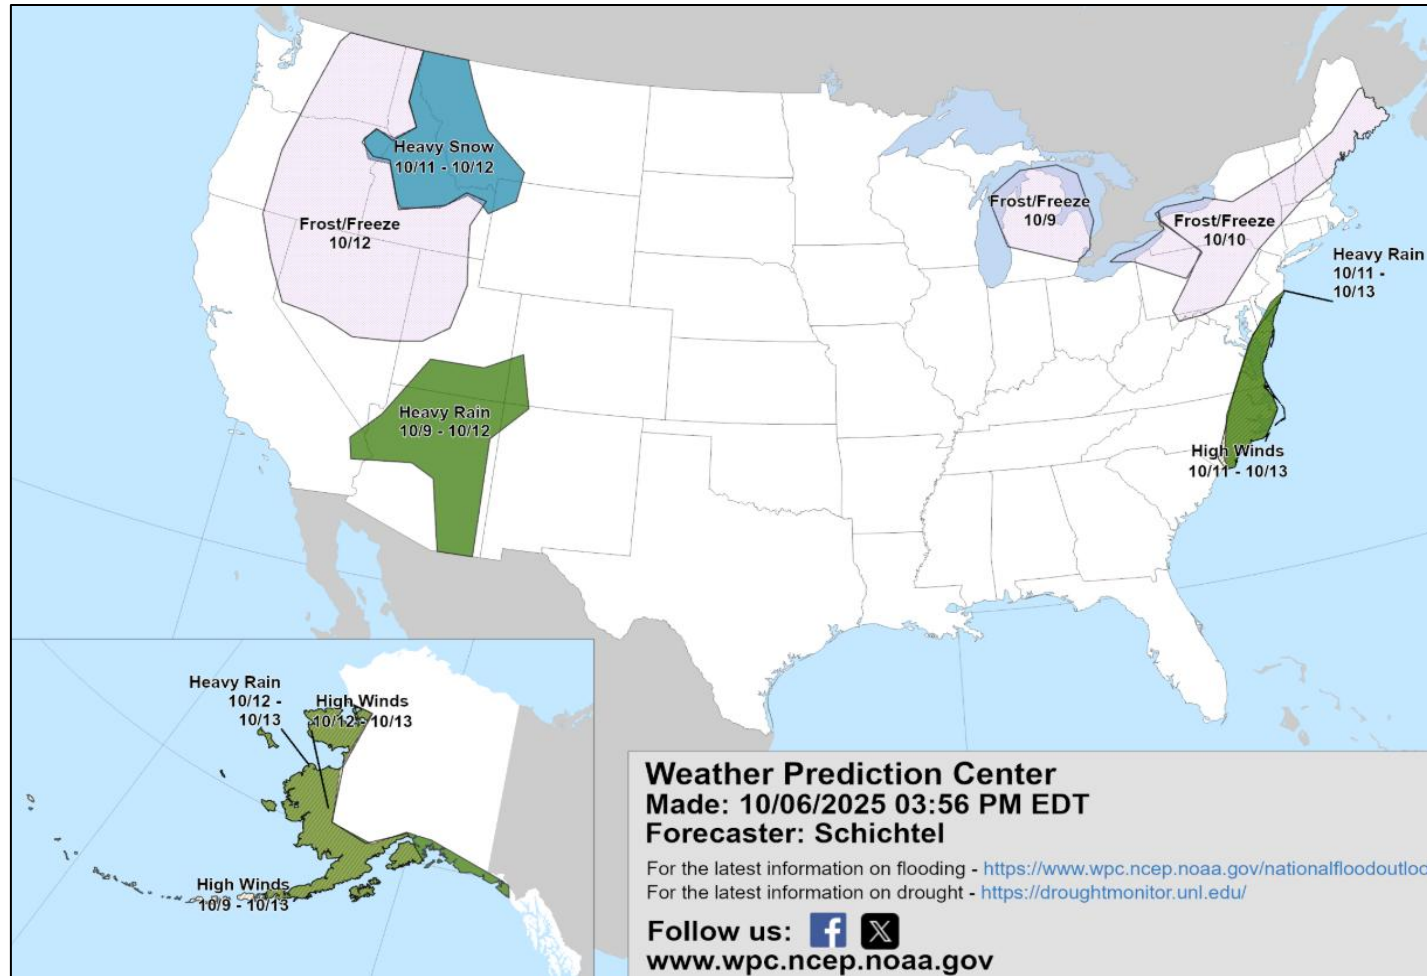 Heavy Snow
10/11 - 10/12
Frost/Freeze
10/12
Frost/Freeze
10/9
Frost/Freeze
10/10
Heavy Rain
10/11 -
10/13
Heavy Rain
10/9 - 10/12
High Winds
10/11 - 10/13
Heavy Rain
10/12 -
10/13
High Winds
10/12 - 10/13
High Winds
10/9 - 10/13
Weather Prediction Center
Made: 10/06/2025 03:56 PM EDT
Forecaster: Schichtel
For the latest information on flooding - https://www.wpc.ncep.noaa.gov/nationalfloodoutloo
For the latest information on drought - https://droughtmonitor.unl.edu/
Follow us: f X
www.wpc.ncep.noaa.gov